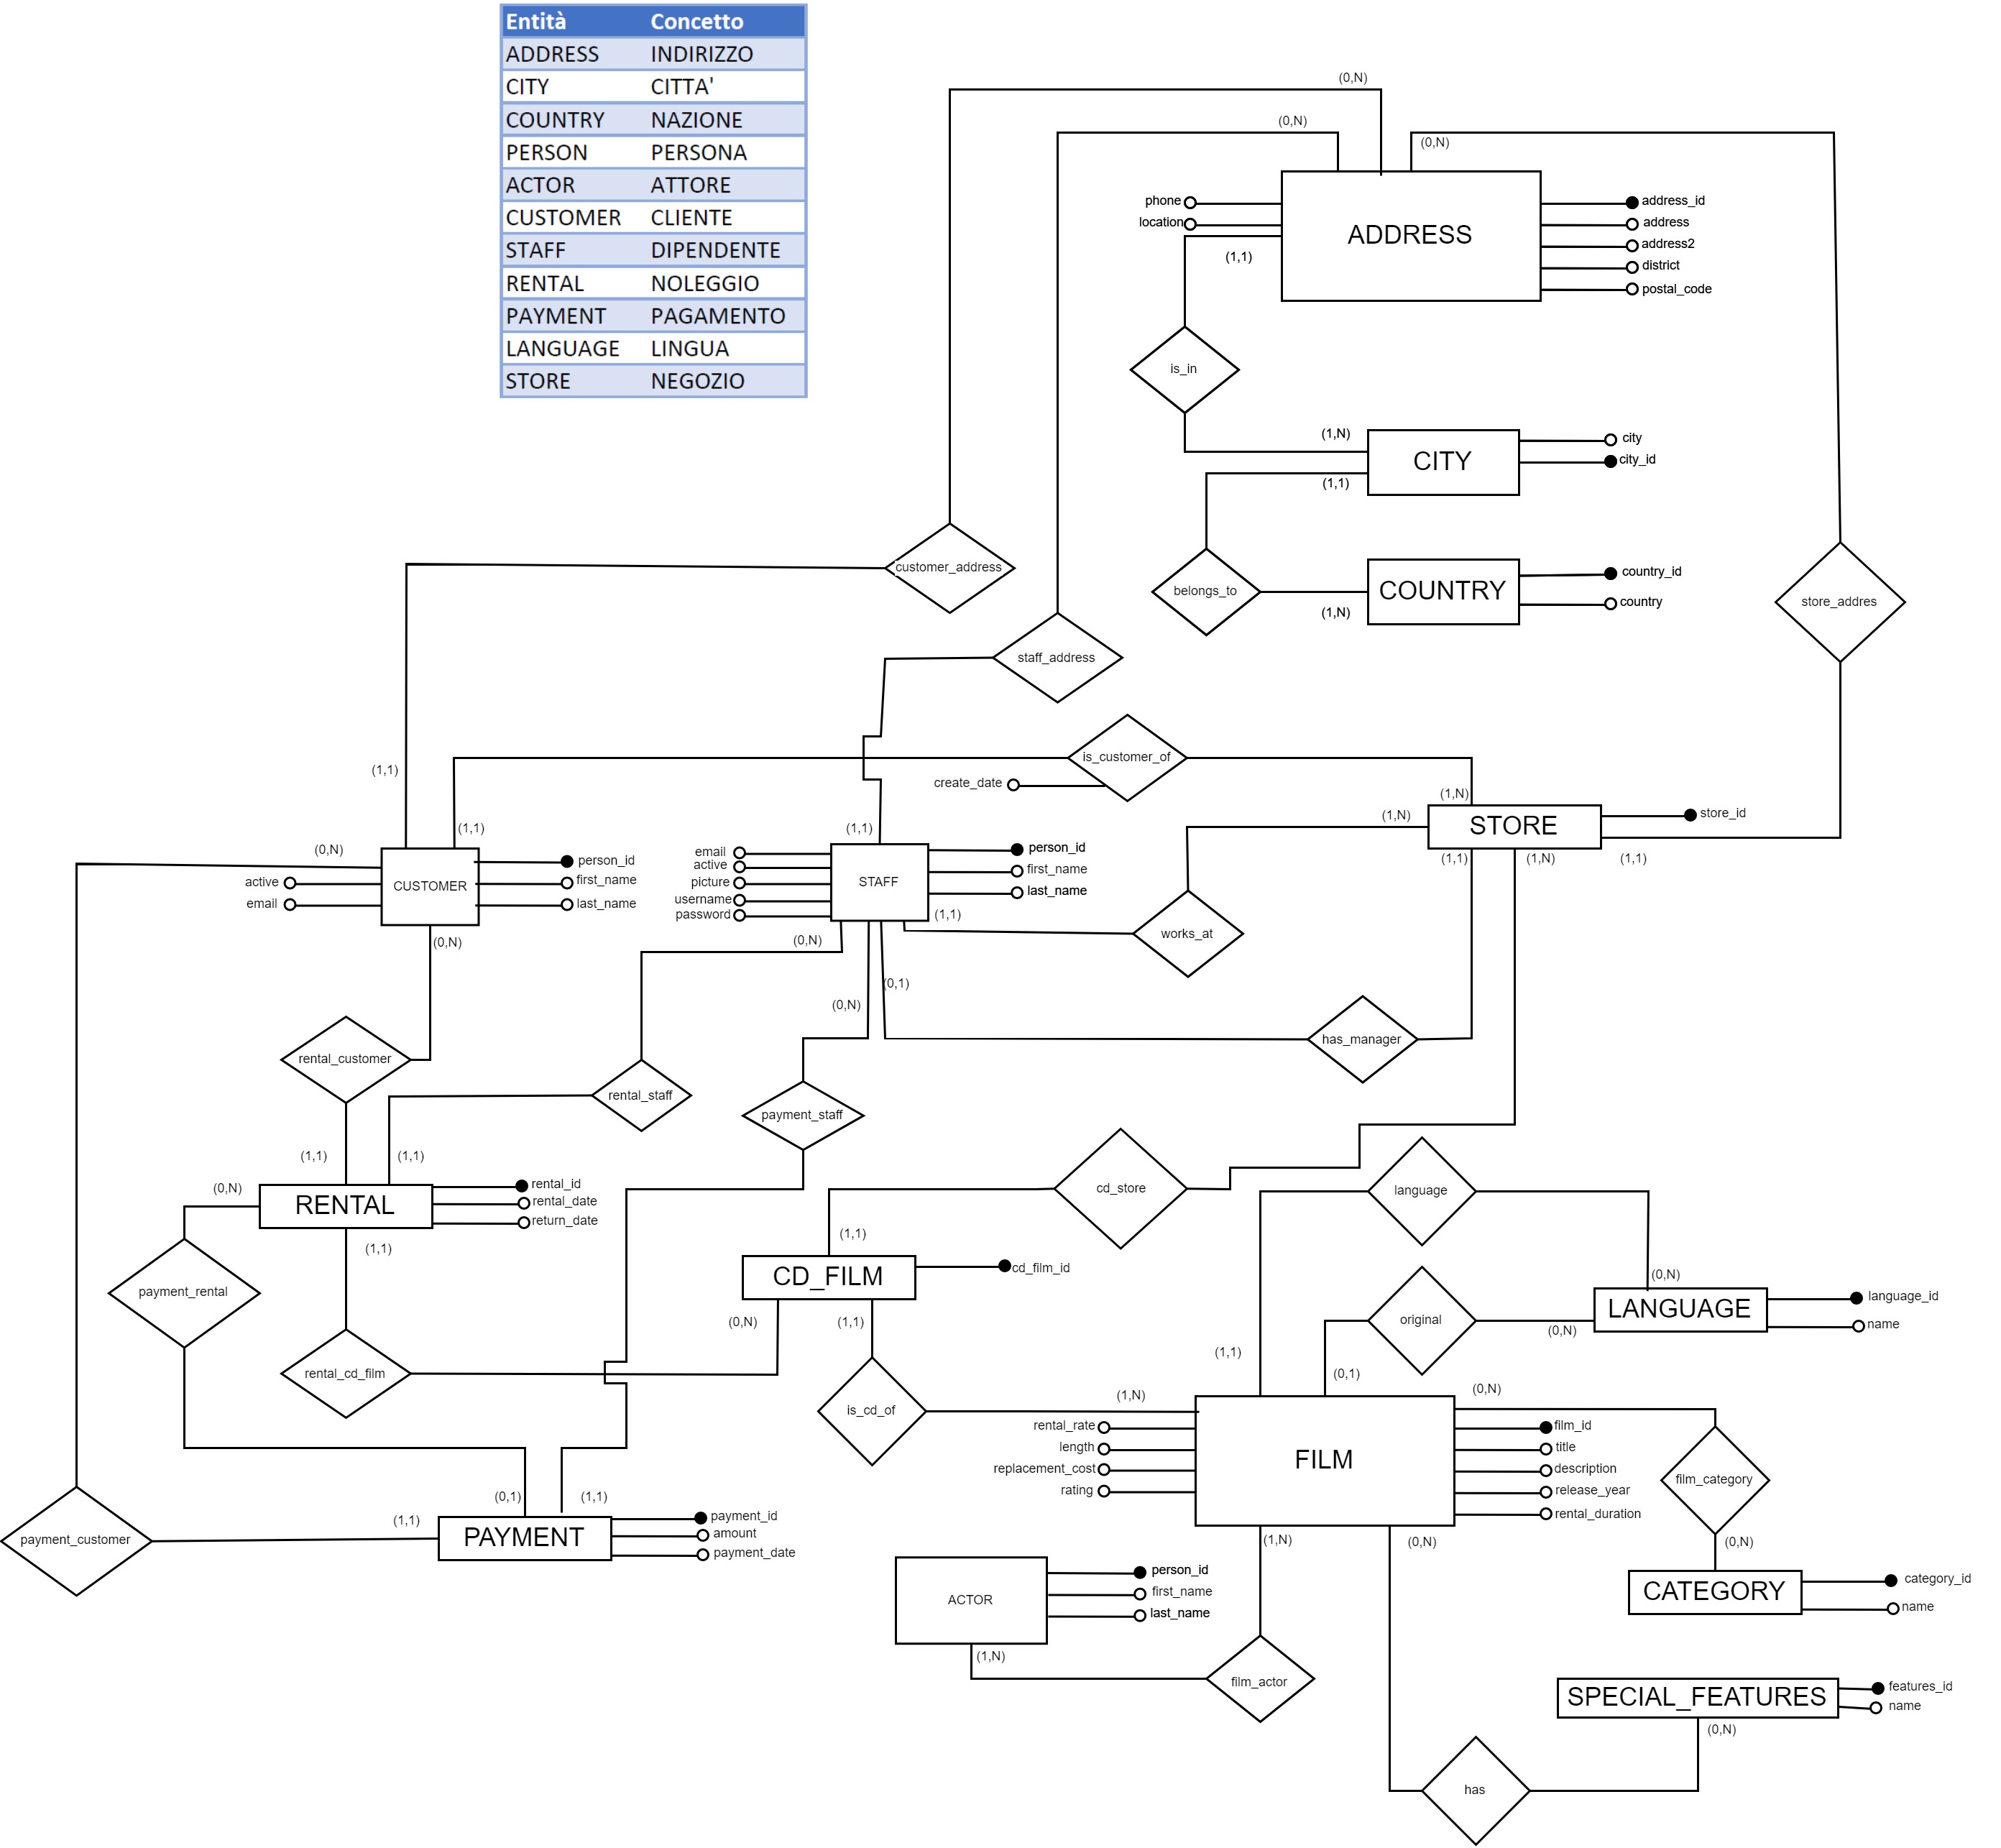 Entità Concetto
ADDRESS INDIRIZZO
CITY CITTA'
COUNTRY NAZIONE
PERSON PERSONA
ACTOR ATTORE
CUSTOMER CLIENTE
STAFF DIPENDENTE
RENTAL NOLEGGIO
PAYMENT PAGAMENTO
LANGUAGE LINGUA
STORE NEGOZIO
(0,N)
(0,N)
(0,N)
phone
location
(1,1)
ADDRESS
address_id
address
address2
district
postal_code
is_in
(1,N)
(1,1)
CITY
city
city_id
customer_address
belongs_to
(1,N)
COUNTRY
country_id
country
store_addres
staff_address
is_customer_of
create_date
(1,1)
(1,1)
(1,1)
(1,N)
(1,N)
STORE
store_id
(1,1)
(1,N)
(1,1)
(0,N)
active
email
CUSTOMER
person_id
first_name
last_name
(0,N)
email
active
picture
username
password
STAFF
person_id
first_name
last_name
(1,1)
works_at
(0,N)
(0,1)
(0,N)
has_manager
rental_customer
rental_staff
payment_staff
(1,1)
(1,1)
(0,N)
RENTAL
rental_id
rental_date
return_date
(1,1)
cd_store
language
(1,1)
CD_FILM
cd_film_id
(0,N)
(1,1)
payment_rental
rental_cd_film
is_cd_of
original
(0,N)
LANGUAGE
language_id
name
(0,N)
(1,1)
(0,1)
(1,N)
(0,N)
rental_rate
length
replacement_cost
rating
FILM
film_id
title
description
release_year
rental_duration
film_category
(0,1)
(1,1)
(1,1)
payment_customer
PAYMENT
payment_id
amount
payment_date
(1,N)
(0,N)
(0,N)
ACTOR
person_id
first_name
last_name
(1,N)
film_actor
CATEGORY
category_id
name
SPECIAL_FEATURES
features_id
name
(0,N)
has